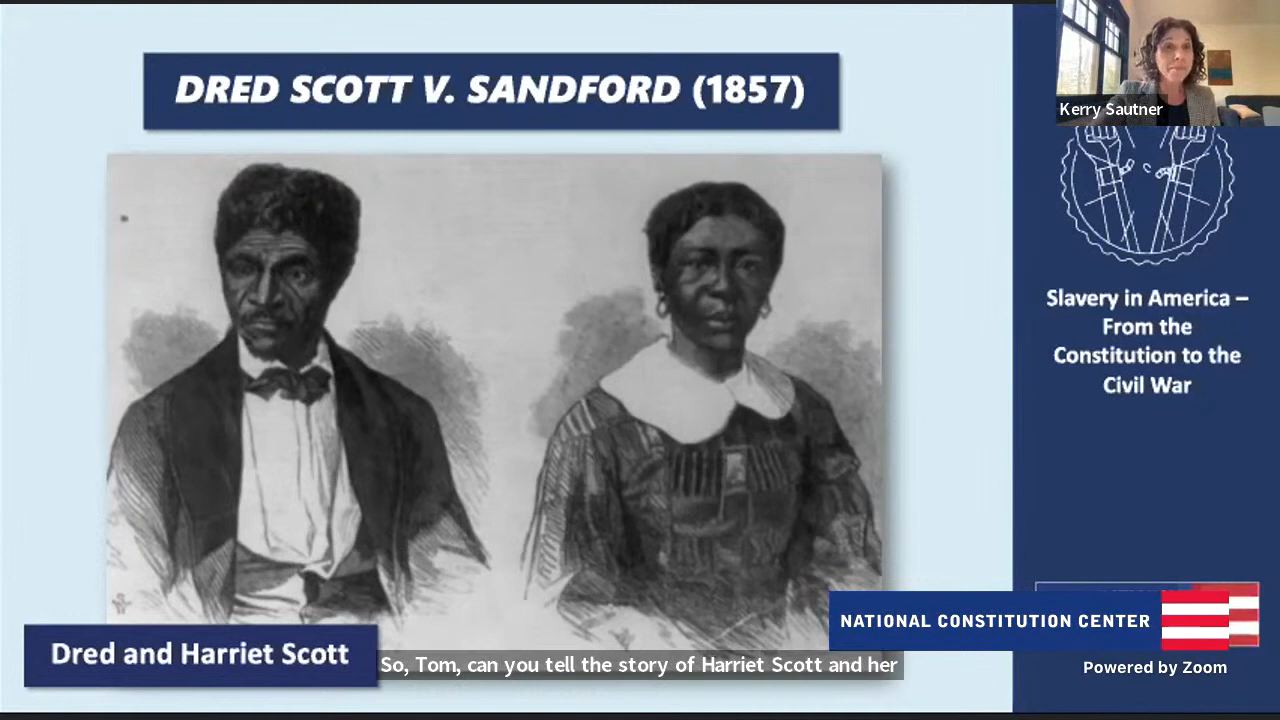 DRED SCOTT V. SANDFORD (1857)
Kerry Sautner
Slavery in America –
From the
Constitution to the
Civil War
Dred and Harriet Scott
So, Tom, can you tell the story of Harriet Scott and her
NATIONAL CONSTITUTION CENTER
Powered by Zoom